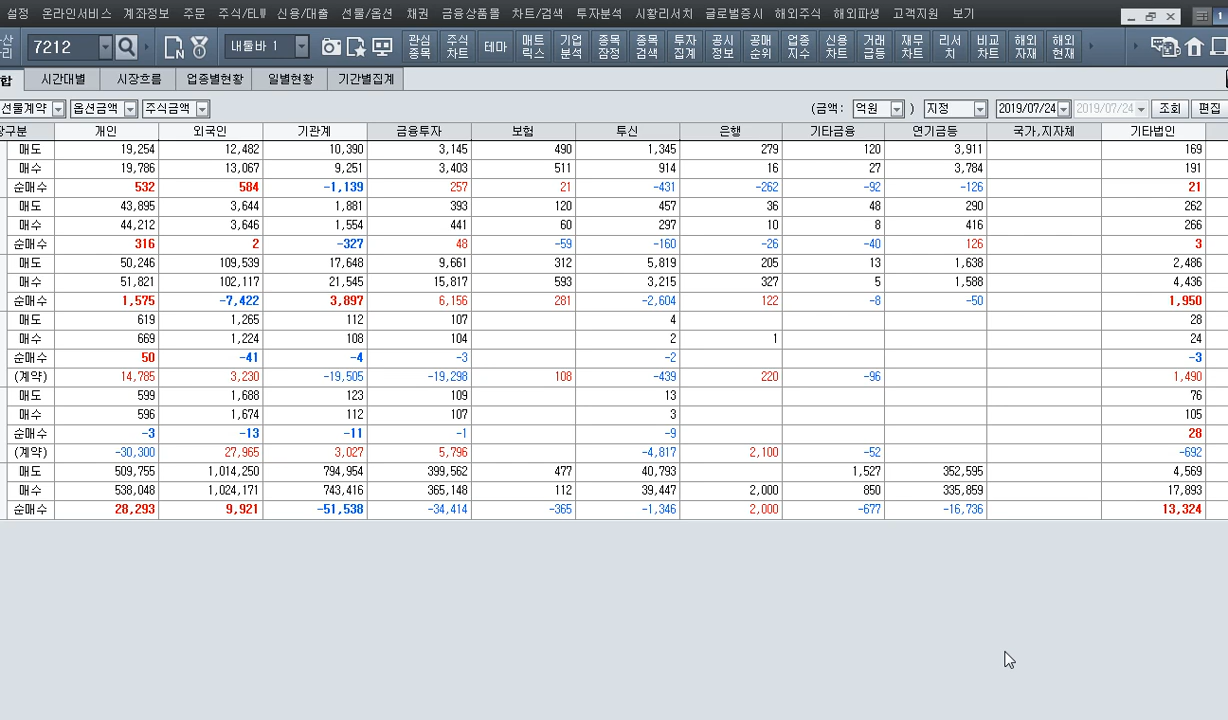 설정 온라인서비스 계좌정보 주문 주식/ELW 신용/대출 선물/옵션 채권 금융상품몰 차트/검색 투자분석 시황리서치 글로벌증시 해외주식 해외파생 고객지원 보기
7212 내툴바 1 관심종목 주식차트 테마 매트릭스 기업분석 종목잠정 종목검색 투자집계 공시정보 공매순위 업종지수 신용차트 거래급등 재무차트 리서치 비교차트 해외자재 해외현재
합 시간대별 시장흐름 업종별현황 일별현황 기간별집계
선물계약 옵션금액 주식금액 (금액: 억원 ) 지정 2019/07/24 2019/07/24 조회 편집
장구분 개인 외국인 기관계 금융투자 보험 투신 은행 기타금융 연기금등 국가,지자체 기타법인
매도 19,254 12,482 10,390 3,145 490 1,345 279 120 3,911 169
매수 19,786 13,067 9,251 3,403 511 914 16 27 3,784 191
순매수 532 584 -1,139 257 21 -431 -262 -92 -126 21
매도 43,895 3,644 1,881 393 120 457 36 48 290 262
매수 44,212 3,646 1,554 441 60 297 10 8 416 266
순매수 316 2 -327 48 -59 -160 -26 -40 126 3
매도 50,246 109,539 17,648 9,661 312 5,819 205 13 1,638 2,486
매수 51,821 102,117 21,545 15,817 593 3,215 327 5 1,588 4,436
순매수 1,575 -7,422 3,897 6,156 281 -2,604 122 -8 -50 1,950
매도 619 1,265 112 107 4 28
매수 669 1,224 108 104 2 1 24
순매수 50 -41 -4 -3 -2 -3
(계약) 14,785 3,230 -19,505 -19,298 108 -439 220 -96 1,490
매도 599 1,688 123 109 13 76
매수 596 1,674 112 107 3 105
순매수 -3 -13 -11 -1 -9 28
(계약) -30,300 27,965 3,027 5,796 -4,817 2,100 -52 -692
매도 509,755 1,014,250 794,954 399,562 477 40,793 1,527 352,595 4,569
매수 538,048 1,024,171 743,416 365,148 112 39,447 2,000 850 335,859 17,893
순매수 28,293 9,921 -51,538 -34,414 -365 -1,346 2,000 -677 -16,736 13,324